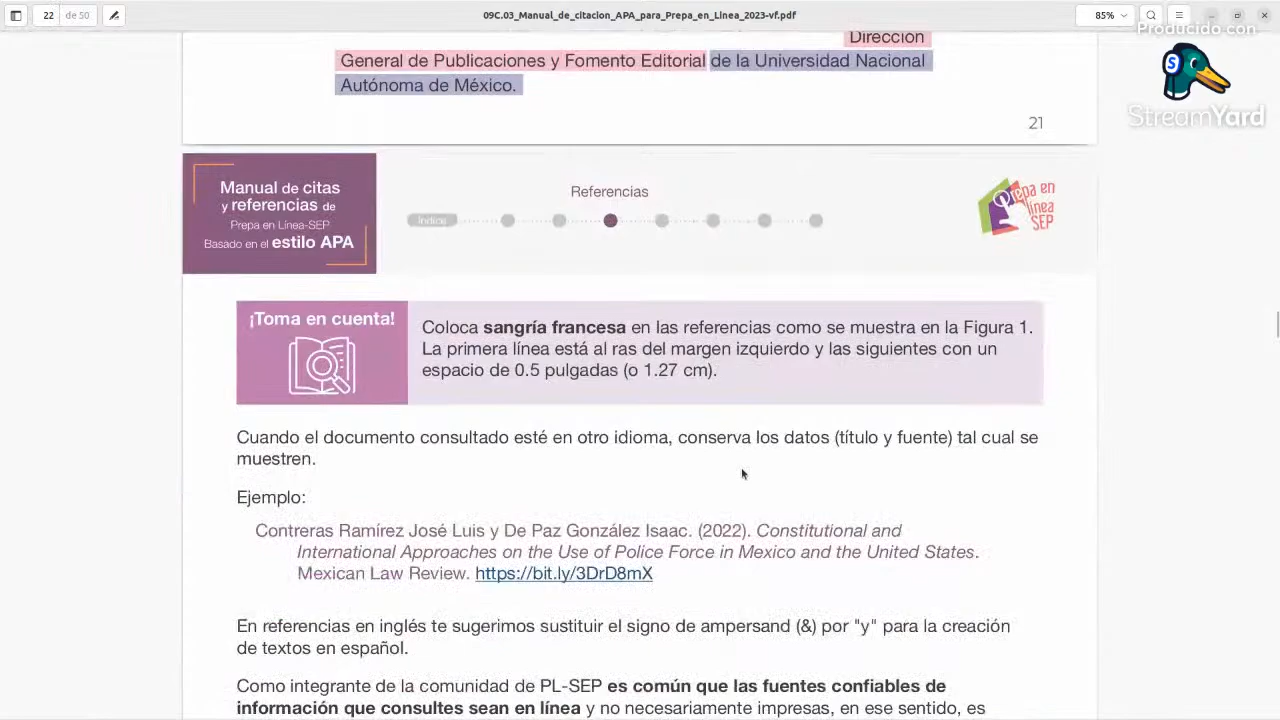 22
de 50
09C.03_Manual_de_citacion_APA_para_Prepa_en_Linea_2023-vf.pdf
85%
Producido con
StreamYard
Dirección
General de Publicaciones y Fomento Editorial de la Universidad Nacional
Autónoma de México.
21
Manual de citas
y referencias de
Prepa en Línea-SEP
Basado en el estilo APA
Referencias
Índice
Prepa en
línea
SEP
¡Toma en cuenta!
Coloca sangría francesa en las referencias como se muestra en la Figura 1.
La primera línea está al ras del margen izquierdo y las siguientes con un
espacio de 0.5 pulgadas (o 1.27 cm).
Cuando el documento consultado esté en otro idioma, conserva los datos (título y fuente) tal cual se
muestren.
Ejemplo:
Contreras Ramírez José Luis y De Paz González Isaac. (2022). Constitutional and
International Approaches on the Use of Police Force in Mexico and the United States.
Mexican Law Review. https://bit.ly/3DrD8mX
En referencias en inglés te sugerimos sustituir el signo de ampersand (&) por "y" para la creación
de textos en español.
Como integrante de la comunidad de PL-SEP es común que las fuentes confiables de
información que consultes sean en línea y no necesariamente impresas, en ese sentido, es